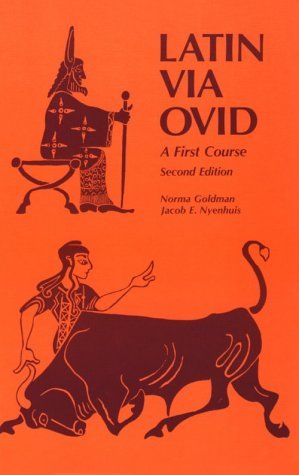 LATIN
VIA
OVID
A First Course
Second Edition
Norma Goldman
Jacob E. Nyenhuis